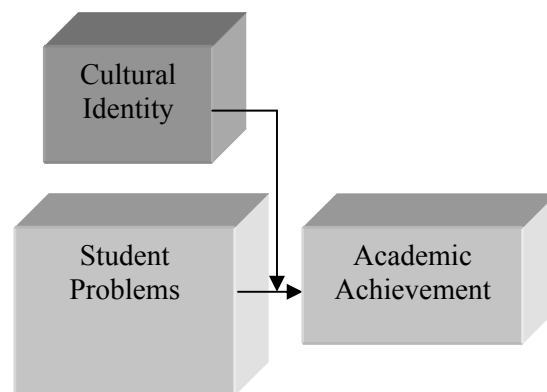 Cultural
Identity
Student
Problems
Academic
Achievement